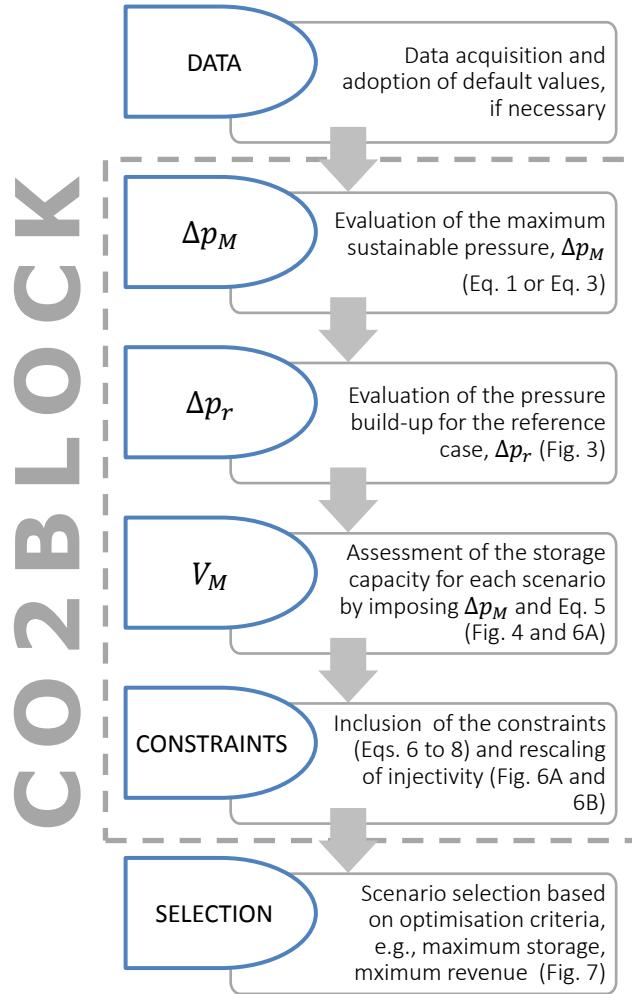 CO2BLOCK
DATA
Data acquisition and
adoption of default values,
if necessary
Δp_M
Evaluation of the maximum
sustainable pressure, Δp_M
(Eq. 1 or Eq. 3)
Δp_r
Evaluation of the pressure
build-up for the reference
case, Δp_r (Fig. 3)
V_M
Assessment of the storage
capacity for each scenario
by imposing Δp_M and Eq. 5
(Fig. 4 and 6A)
CONSTRAINTS
Inclusion of the constraints
(Eqs. 6 to 8) and rescaling
of injectivity (Fig. 6A and
6B)
SELECTION
Scenario selection based
on optimisation criteria,
e.g., maximum storage,
mximum revenue (Fig. 7)